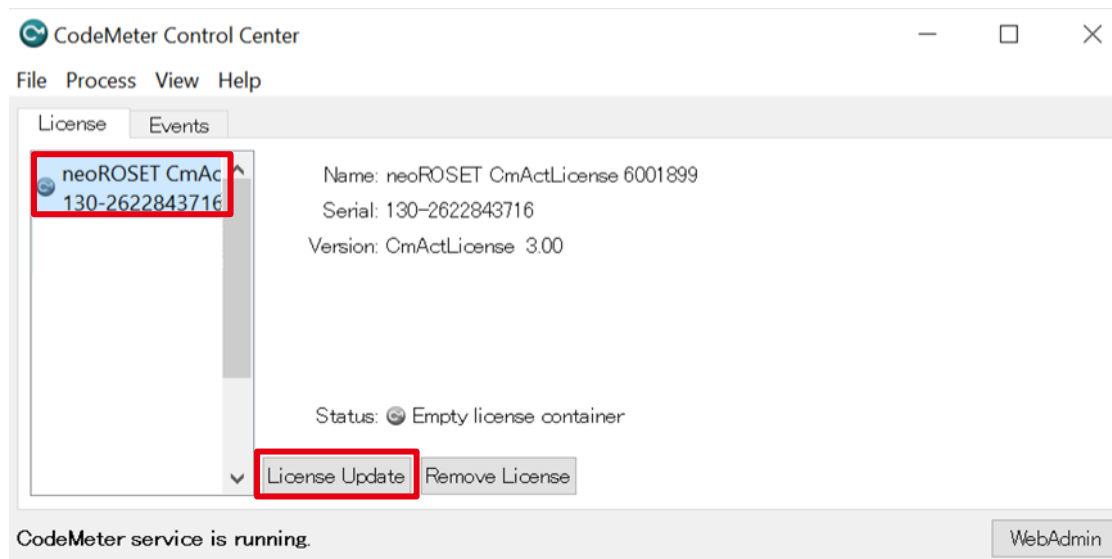 CodeMeter Control Center
File Process View Help
License Events
neoROSET CmAc
130-2622843716
Name: neoROSET CmActLicense 6001899
Serial: 130-2622843716
Version: CmActLicense 3.00
Status: Empty license container
License Update Remove License
CodeMeter service is running.
WebAdmin